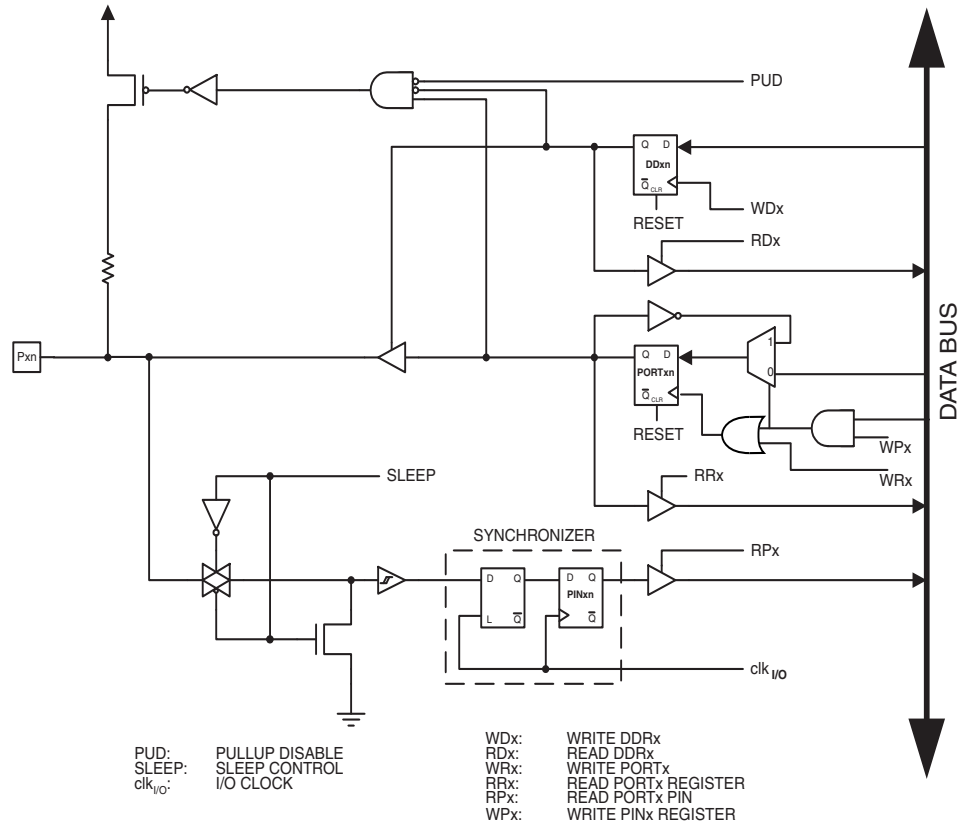 PUD
Q D
DDxn
Q CLR
WDx
RESET
RDx
1
Pxn
Q D
0
PORTxn
Q CLR
RESET
WPx
WRx
DATA BUS
SLEEP
RRx
SYNCHRONIZER
RPx
D Q
D Q
PINxn
L Q
Q
clk I/O
PUD: PULLUP DISABLE
SLEEP: SLEEP CONTROL
clkI/O: I/O CLOCK
WDx: WRITE DDRx
RDx: READ DDRx
WRx: WRITE PORTx
RRx: READ PORTx REGISTER
RPx: READ PORTx PIN
WPx: WRITE PINx REGISTER